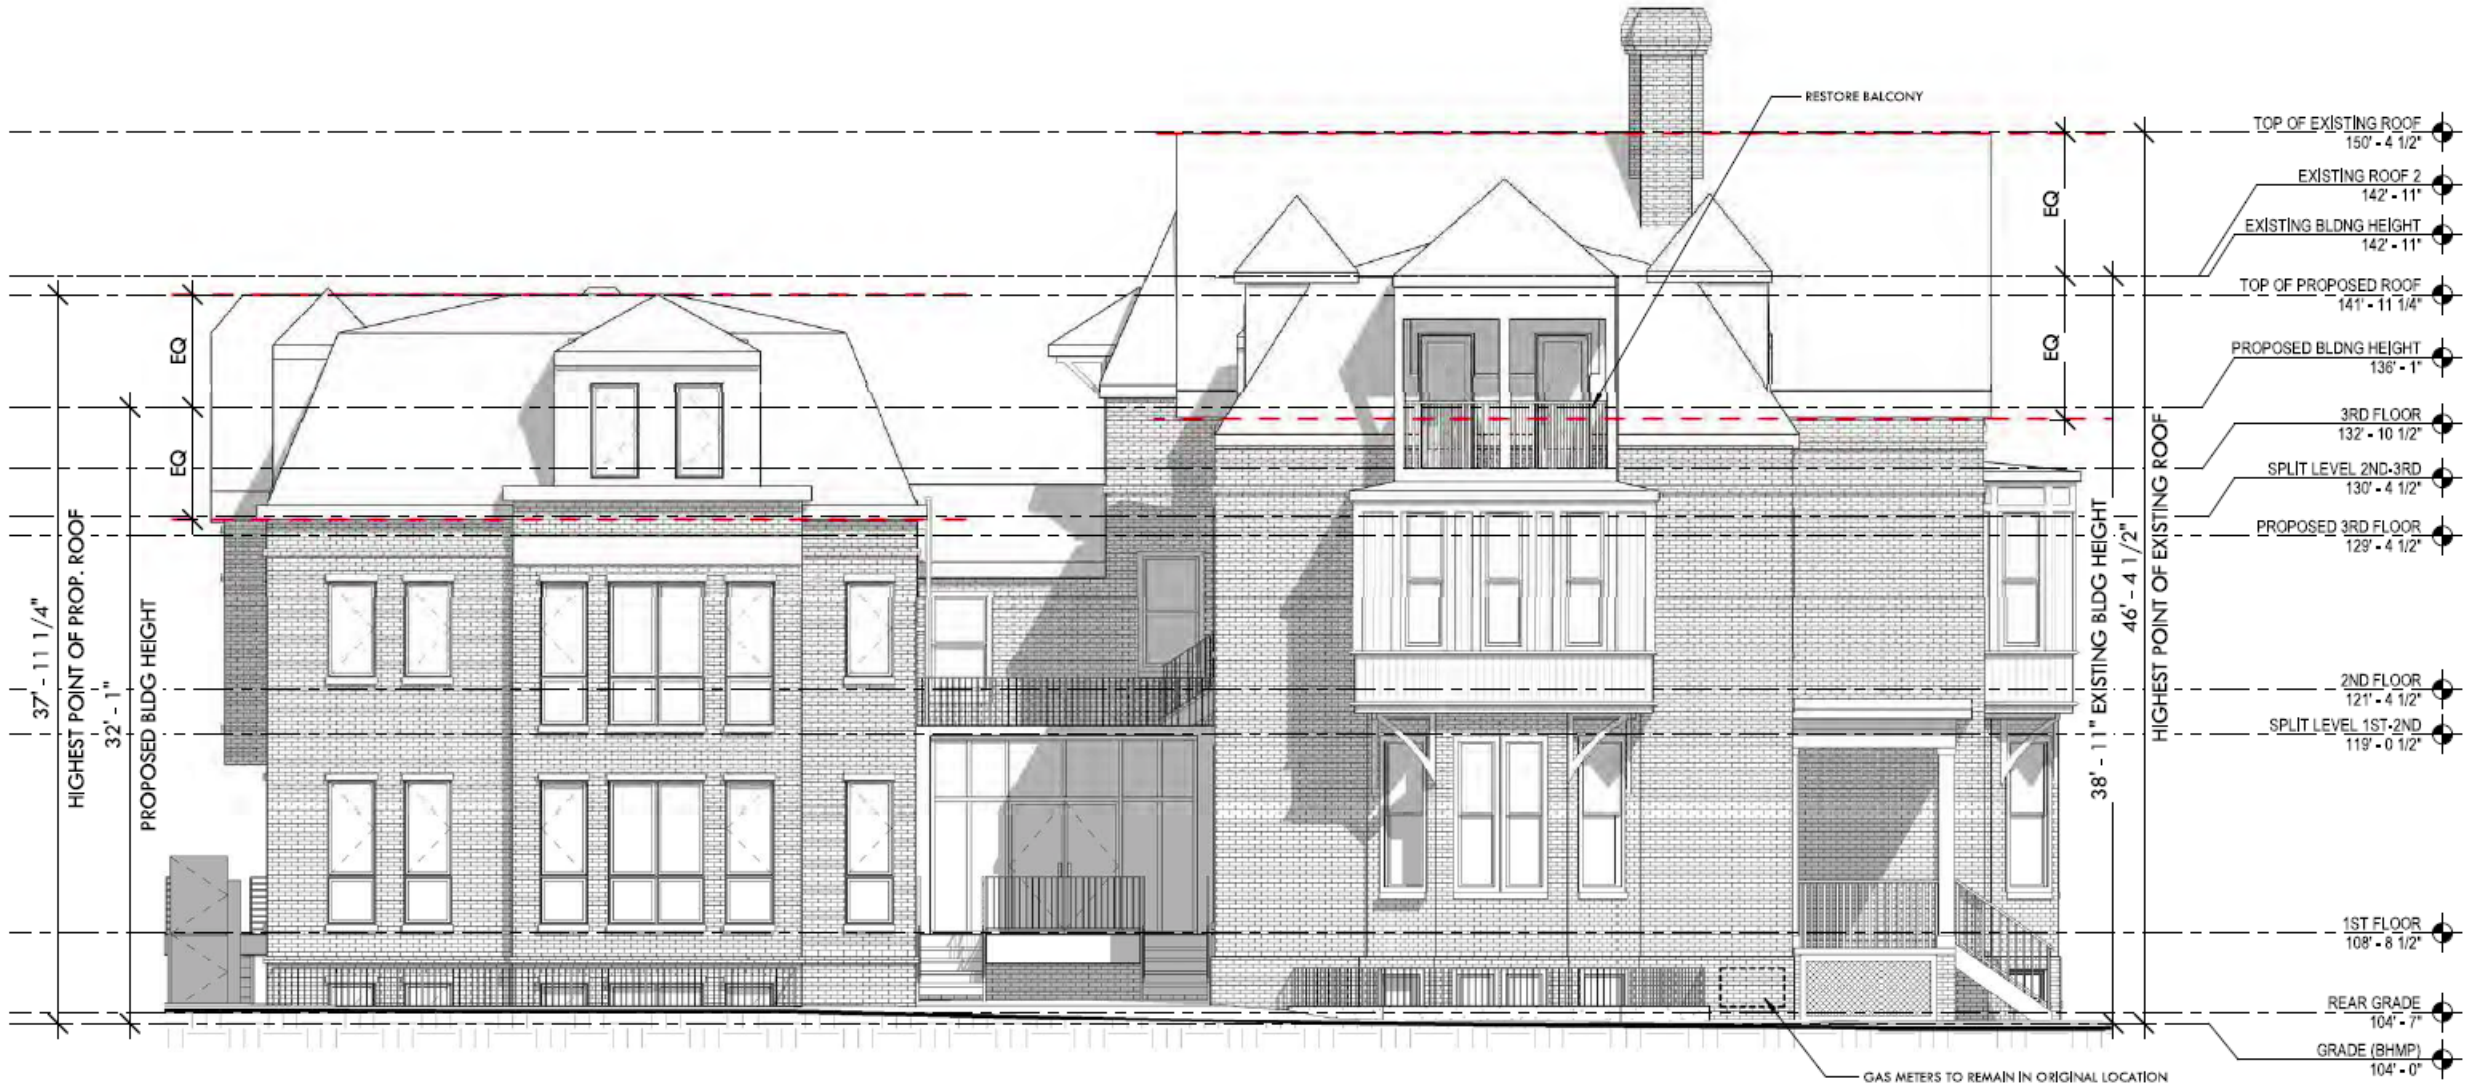 RESTORE BALCONY
TOP OF EXISTING ROOF
150' - 4 1/2"
EXISTING ROOF 2
142' - 11"
EXISTING BLDNG HEIGHT
142' - 11"
TOP OF PROPOSED ROOF
141' - 11 1/4"
PROPOSED BLDNG HEIGHT
136' - 1"
3RD FLOOR
132' - 10 1/2"
SPLIT LEVEL 2ND-3RD
130' - 4 1/2"
PROPOSED 3RD FLOOR
129' - 4 1/2"
2ND FLOOR
121' - 4 1/2"
SPLIT LEVEL 1ST-2ND
119' - 0 1/2"
1ST FLOOR
108' - 8 1/2"
REAR GRADE
104' - 7"
GRADE (BHMP)
104' - 0"
GAS METERS TO REMAIN IN ORIGINAL LOCATION
37' - 11 1/4"
HIGHEST POINT OF PROP. ROOF
32' - 1"
PROPOSED BLDG HEIGHT
EQ
EQ
EQ
EQ
38' - 11" EXISTING BLDG HEIGHT
46' - 4 1/2"
HIGHEST POINT OF EXISTING ROOF